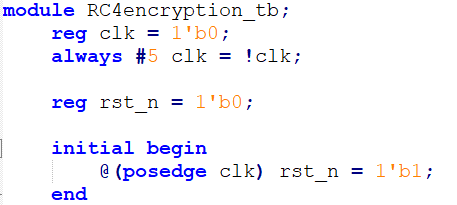 module RC4encryption_tb;
    reg clk = 1'b0;
    always #5 clk = !clk;

    reg rst_n = 1'b0;

    initial begin
        @(posedge clk) rst_n = 1'b1;
    end